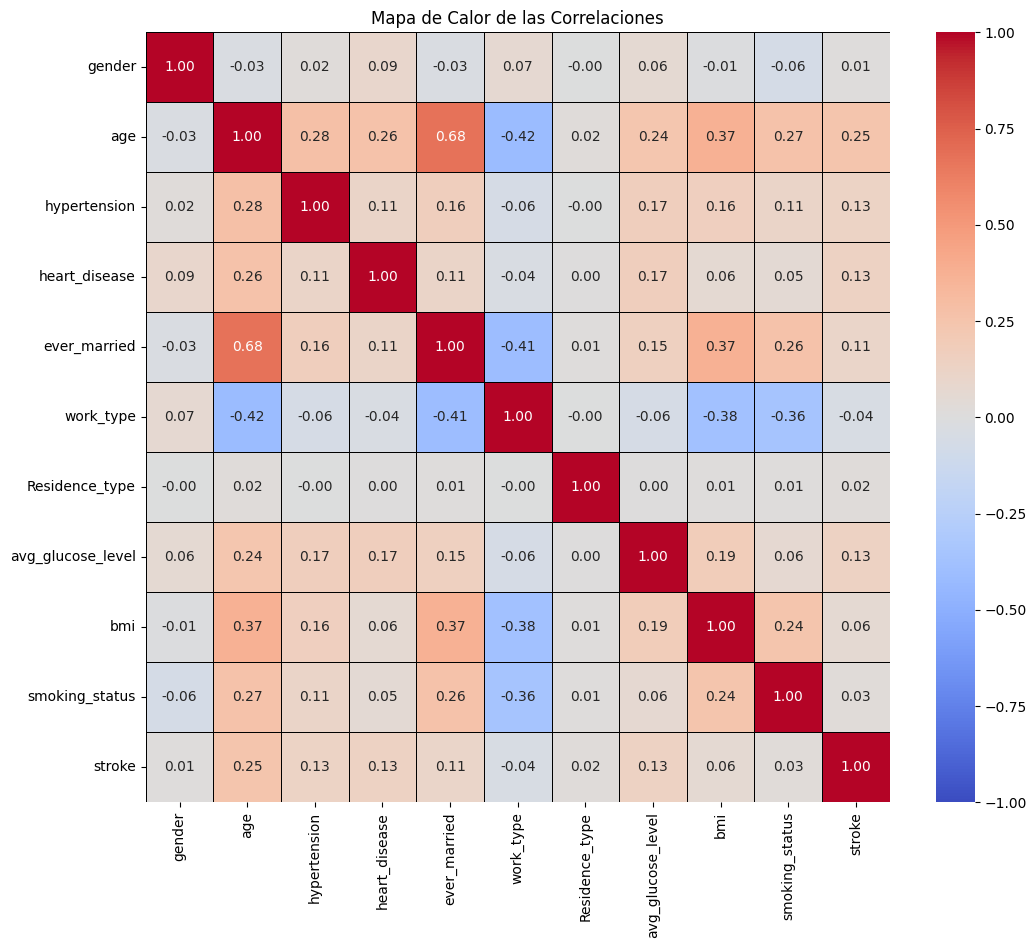 Mapa de Calor de las Correlaciones
gender 1.00 -0.03 0.02 0.09 -0.03 0.07 -0.00 0.06 -0.01 -0.06 0.01
age -0.03 1.00 0.28 0.26 0.68 -0.42 0.02 0.24 0.37 0.27 0.25
hypertension 0.02 0.28 1.00 0.11 0.16 -0.06 -0.00 0.17 0.16 0.11 0.13
heart_disease 0.09 0.26 0.11 1.00 0.11 -0.04 0.00 0.17 0.06 0.05 0.13
ever_married -0.03 0.68 0.16 0.11 1.00 -0.41 0.01 0.15 0.37 0.26 0.11
work_type 0.07 -0.42 -0.06 -0.04 -0.41 1.00 -0.00 -0.06 -0.38 -0.36 -0.04
Residence_type -0.00 0.02 -0.00 0.00 0.01 -0.00 1.00 0.00 0.01 0.01 0.02
avg_glucose_level 0.06 0.24 0.17 0.17 0.15 -0.06 0.00 1.00 0.19 0.06 0.13
bmi -0.01 0.37 0.16 0.06 0.37 -0.38 0.01 0.19 1.00 0.24 0.06
smoking_status -0.06 0.27 0.11 0.05 0.26 -0.36 0.01 0.06 0.24 1.00 0.03
stroke 0.01 0.25 0.13 0.13 0.11 -0.04 0.02 0.13 0.06 0.03 1.00
gender age hypertension heart_disease ever_married work_type Residence_type avg_glucose_level bmi smoking_status stroke
1.00
0.75
0.50
0.25
0.00
−0.25
−0.50
−0.75
−1.00